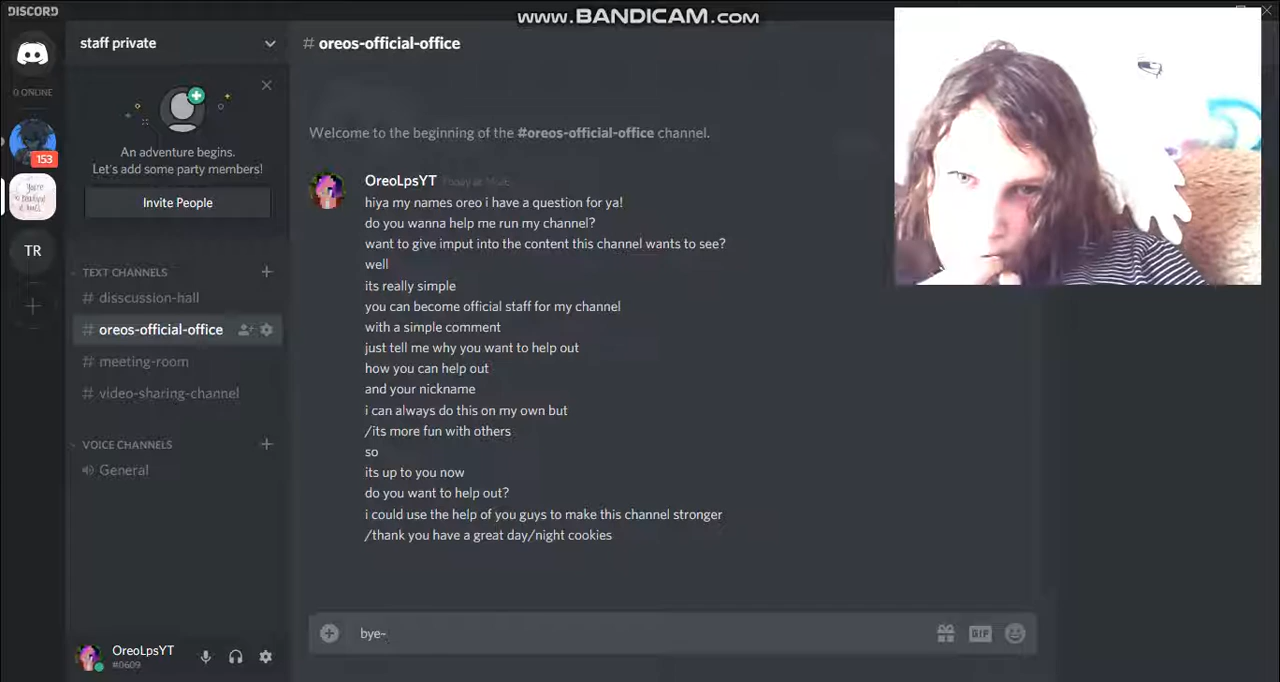 DISCORD
www.BANDICAM.com
0 ONLINE
153
TR
staff private
An adventure begins.
Let's add some party members!
Invite People
TEXT CHANNELS
# disscussion-hall
# oreos-official-office
# meeting-room
# video-sharing-channel
VOICE CHANNELS
General
OreoLpsYT
#0609
# oreos-official-office
Welcome to the beginning of the #oreos-official-office channel.
OreoLpsYT
hiya my names oreo i have a question for ya!
do you wanna help me run my channel?
want to give imput into the content this channel wants to see?
well
its really simple
you can become official staff for my channel
with a simple comment
just tell me why you want to help out
how you can help out
and your nickname
i can always do this on my own but
/its more fun with others
so
its up to you now
do you want to help out?
i could use the help of you guys to make this channel stronger
/thank you have a great day/night cookies
bye~
GIF